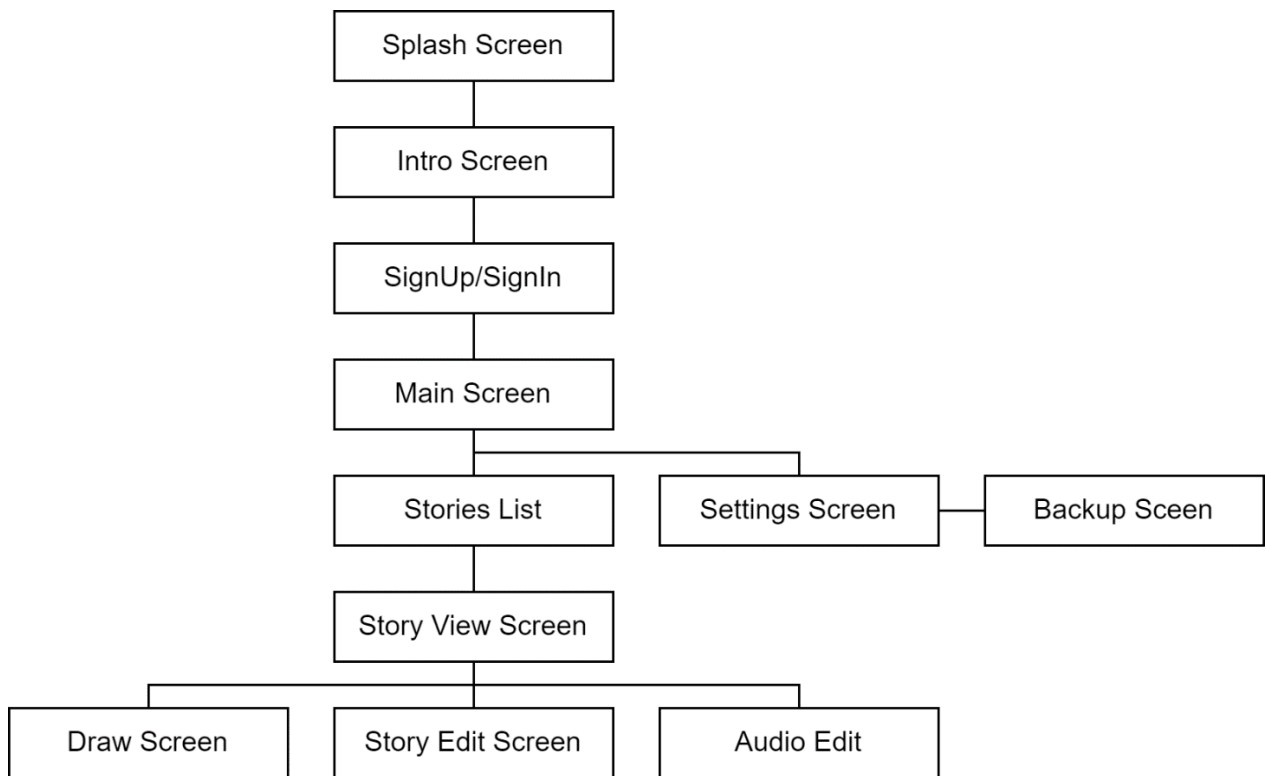 Splash Screen
Intro Screen
SignUp/SignIn
Main Screen
Stories List
Settings Screen
Backup Sceen
Story View Screen
Draw Screen
Story Edit Screen
Audio Edit